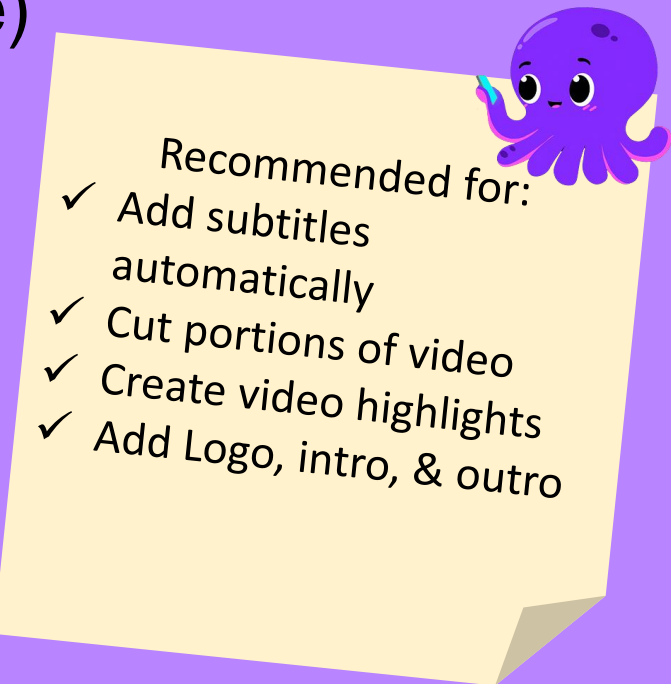 e)
Recommended for:
✓ Add subtitles
automatically
✓ Cut portions of video
✓ Create video highlights
✓ Add Logo, intro, & outro